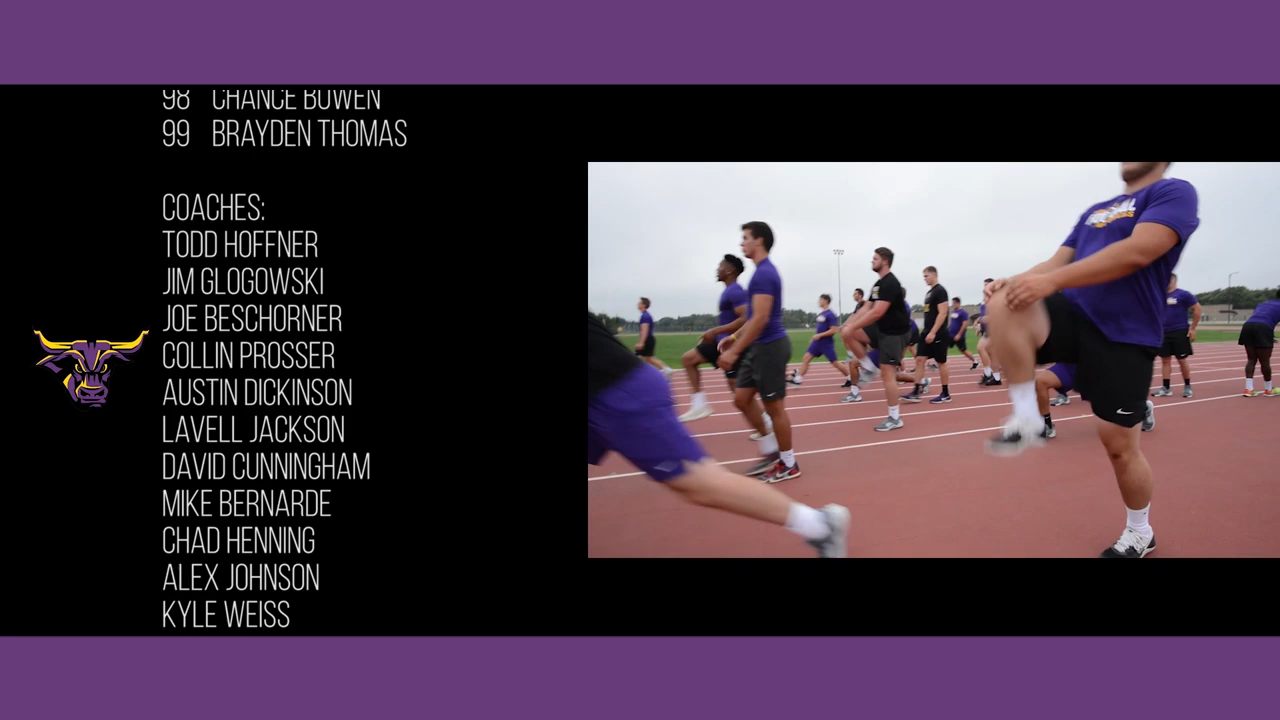 98 CHANCE BOWEN
99 BRAYDEN THOMAS
COACHES:
TODD HOFFNER
JIM GLOGOWSKI
JOE BESCHORNER
COLLIN PROSSER
AUSTIN DICKINSON
LAVELL JACKSON
DAVID CUNNINGHAM
MIKE BERNARDE
CHAD HENNING
ALEX JOHNSON
KYLE WEISS